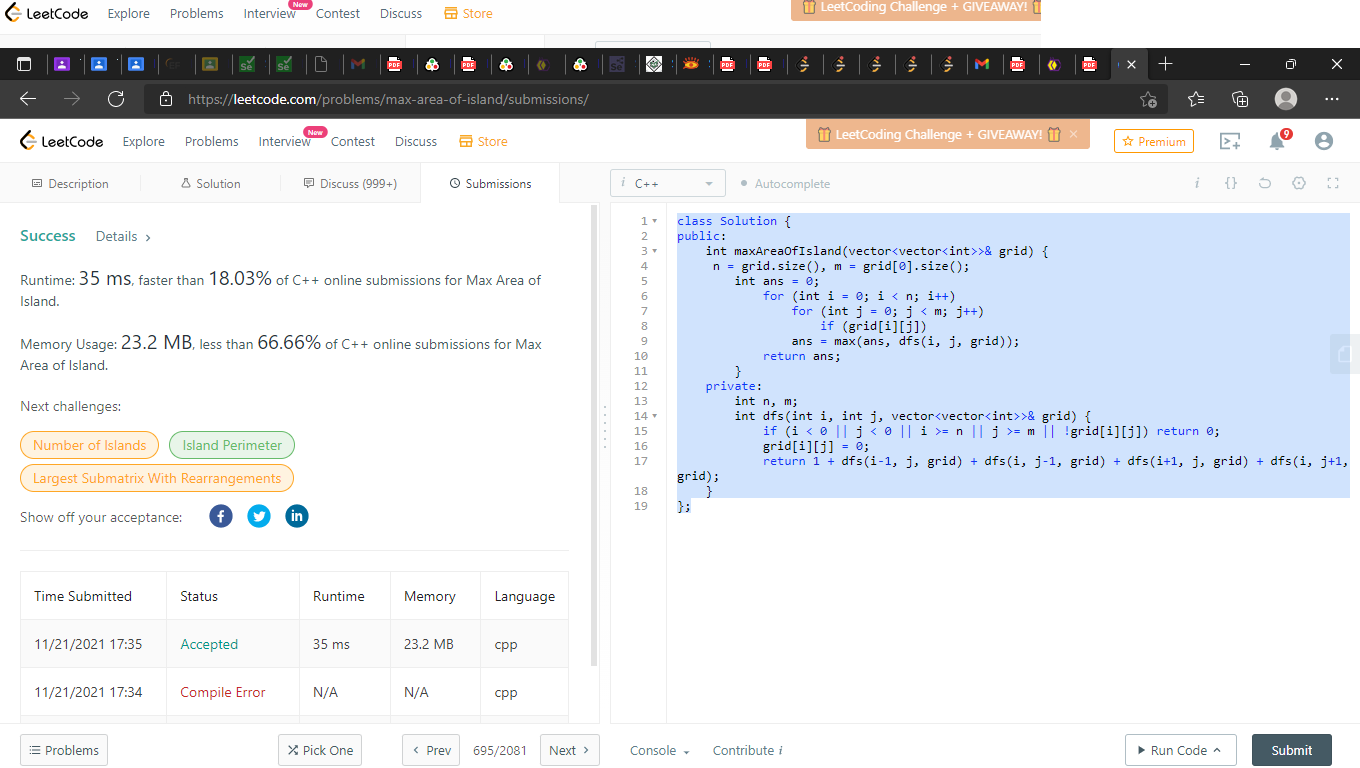 LeetCode Explore Problems Interview New Contest Discuss Store LeetCoding Challenge + GIVEAWAY!
https://leetcode.com/problems/max-area-of-island/submissions/
LeetCode Explore Problems Interview New Contest Discuss Store LeetCoding Challenge + GIVEAWAY! × Premium 9
Description Solution Discuss (999+) Submissions
i C++ Autocomplete i {}
Success Details >
Runtime: 35 ms, faster than 18.03% of C++ online submissions for Max Area of
Island.
Memory Usage: 23.2 MB, less than 66.66% of C++ online submissions for Max
Area of Island.
Next challenges:
Number of Islands Island Perimeter
Largest Submatrix With Rearrangements
Show off your acceptance:
Time Submitted Status Runtime Memory Language
11/21/2021 17:35 Accepted 35 ms 23.2 MB cpp
11/21/2021 17:34 Compile Error N/A N/A cpp
1 class Solution {
2 public:
3 int maxAreaOfIsland(vector<vector<int>>& grid) {
4 n = grid.size(), m = grid[0].size();
5 int ans = 0;
6 for (int i = 0; i < n; i++)
7 for (int j = 0; j < m; j++)
8 if (grid[i][j])
9 ans = max(ans, dfs(i, j, grid));
10 return ans;
11 }
12 private:
13 int n, m;
14 int dfs(int i, int j, vector<vector<int>>& grid) {
15 if (i < 0 || j < 0 || i >= n || j >= m || !grid[i][j]) return 0;
16 grid[i][j] = 0;
17 return 1 + dfs(i-1, j, grid) + dfs(i, j-1, grid) + dfs(i+1, j, grid) + dfs(i, j+1,
grid);
18 }
19 };
Problems Pick One < Prev 695/2081 Next > Console Contribute i Run Code Submit